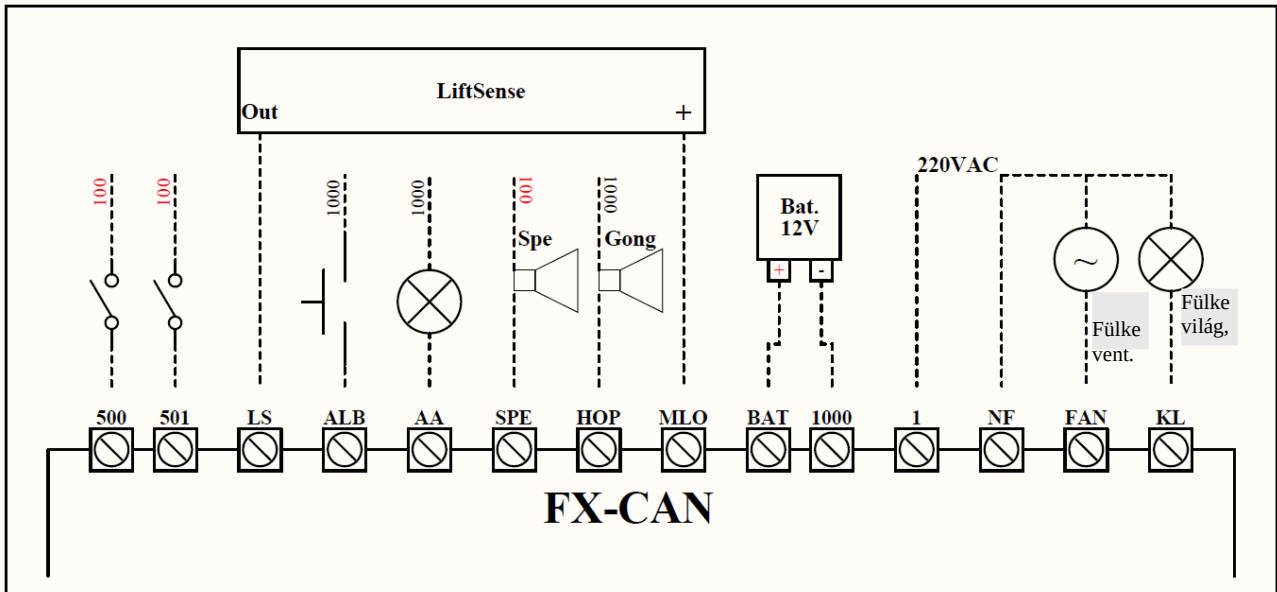 LiftSense
Out +
220VAC
100 100 1000 1000 100 1000
Bat.
12V
+ -
Spe Gong
~
Fülke
vent.
Fülke
világ,
500 501 LS ALB AA SPE HOP MLO BAT 1000 1 NF FAN KL
FX-CAN